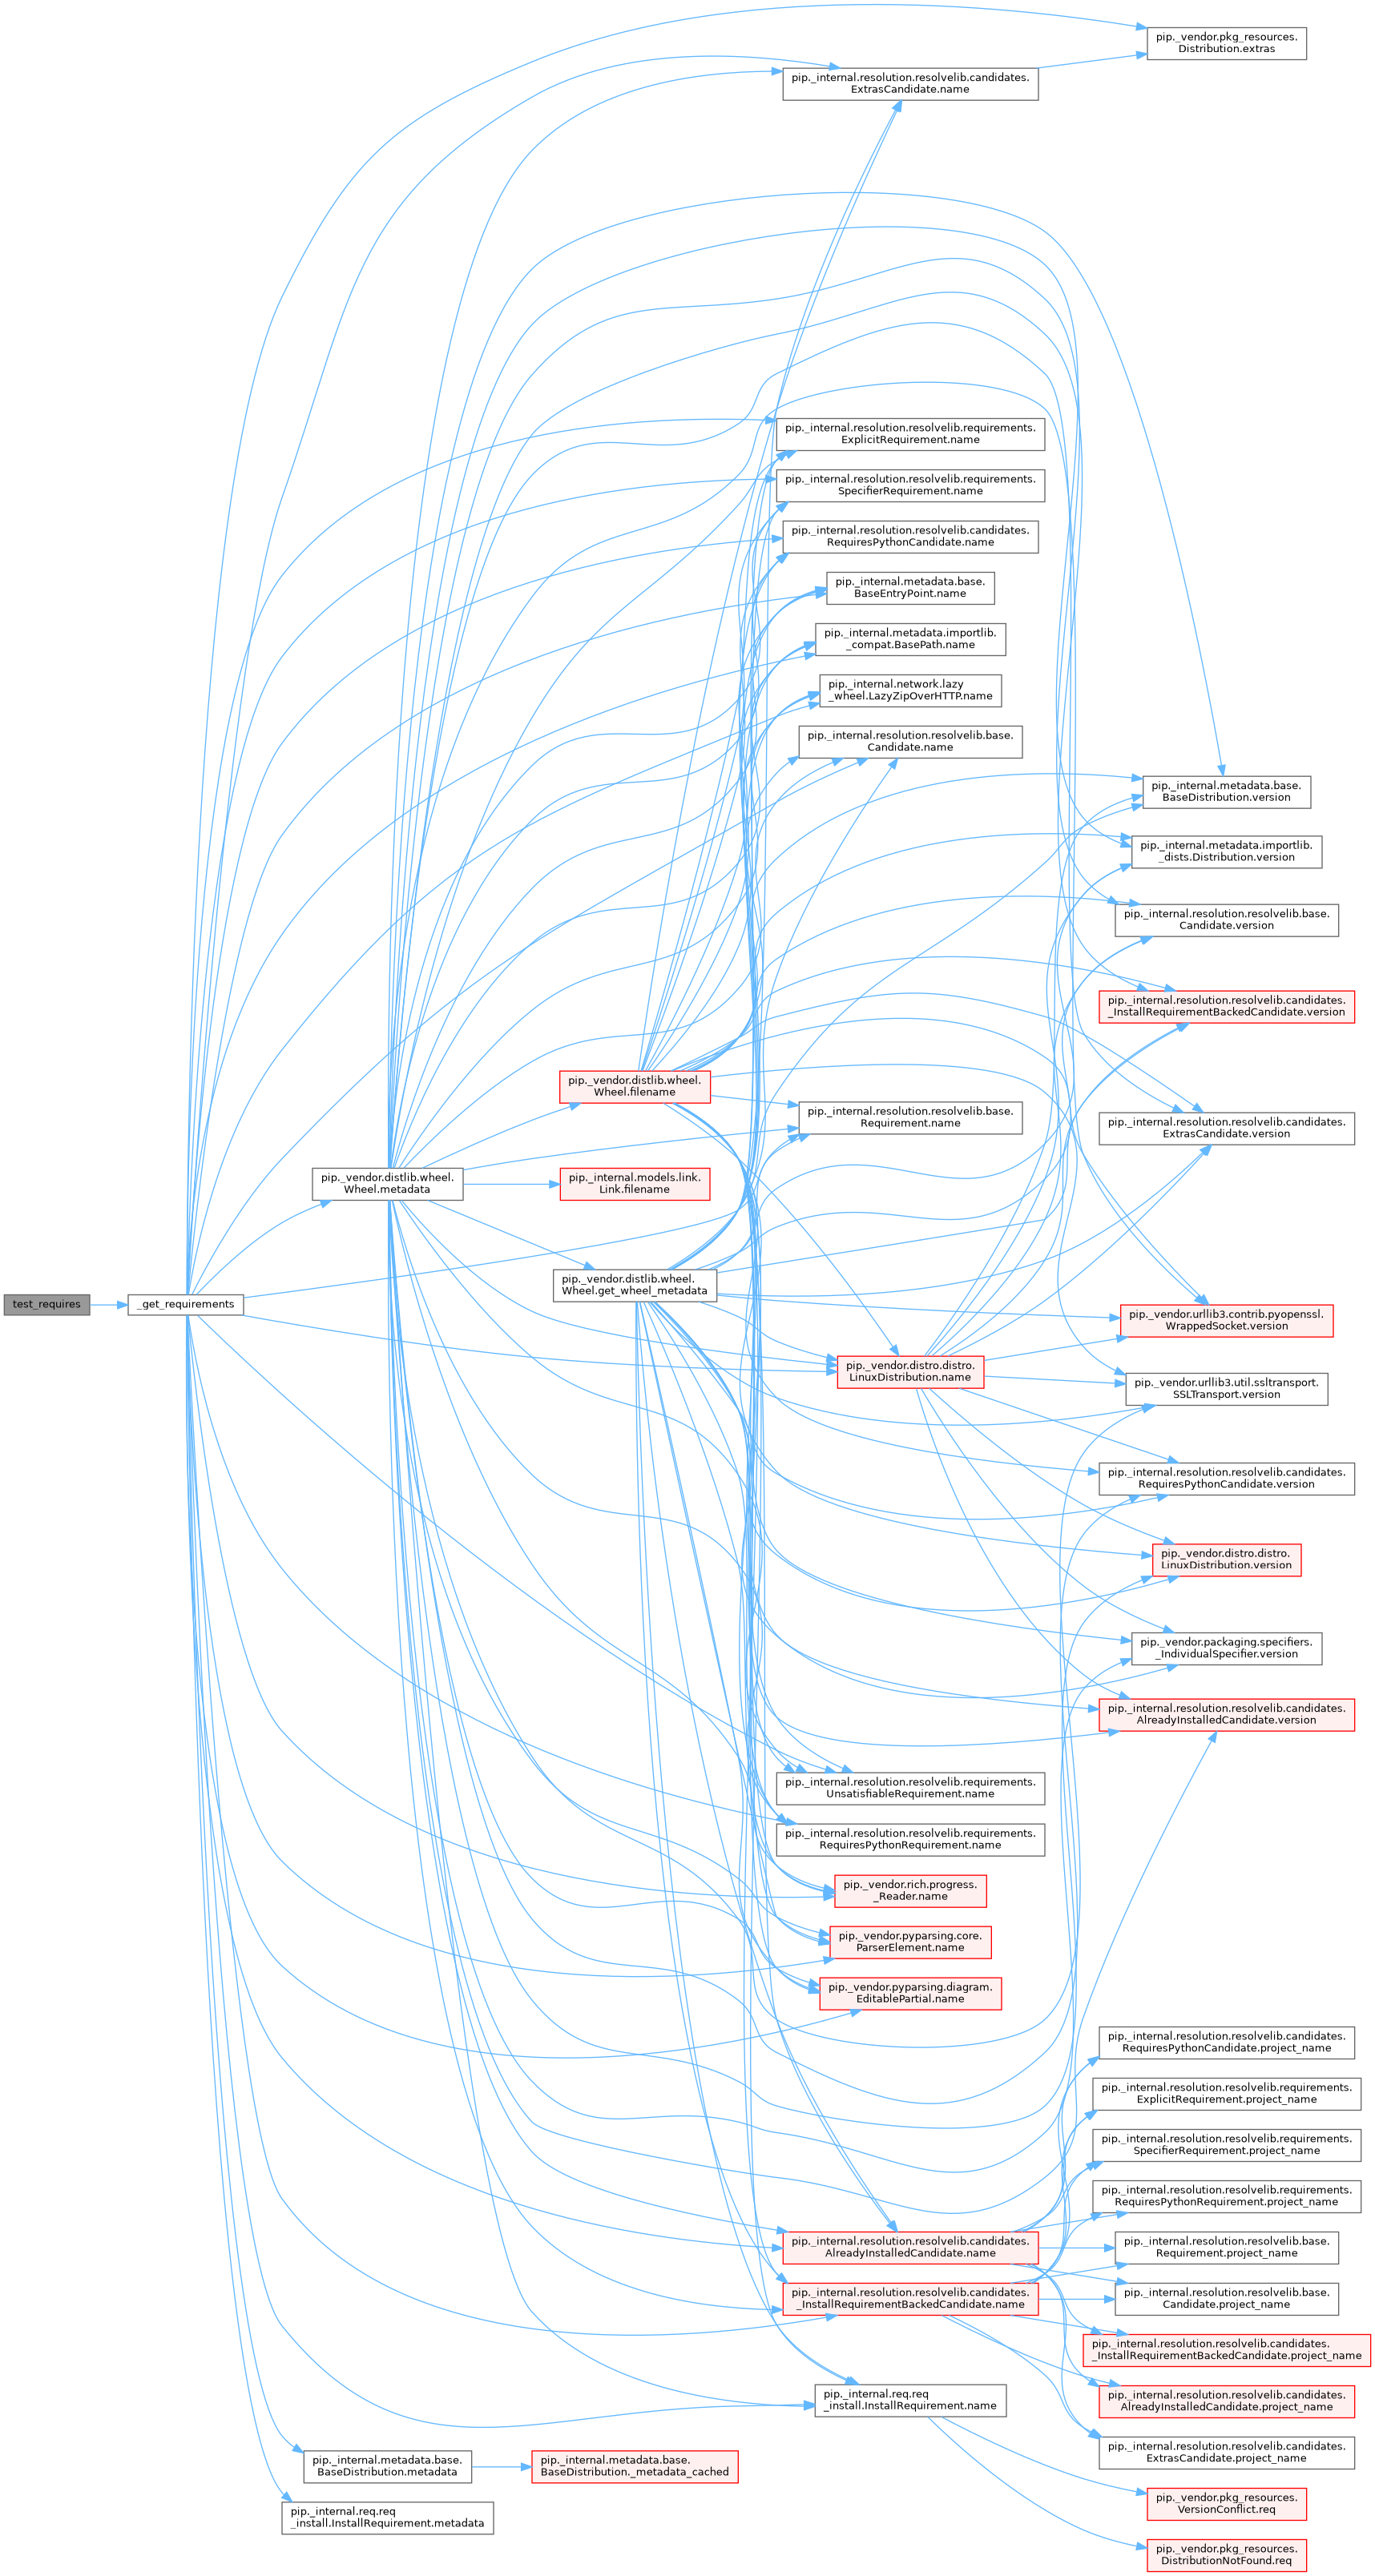 pip._vendor.pkg_resources.
Distribution.extras
pip._internal.resolution.resolvelib.candidates.
ExtrasCandidate.name
pip._internal.resolution.resolvelib.requirements.
ExplicitRequirement.name
pip._internal.resolution.resolvelib.requirements.
SpecifierRequirement.name
pip._internal.resolution.resolvelib.candidates.
RequiresPythonCandidate.name
pip._internal.metadata.base.
BaseEntryPoint.name
pip._internal.metadata.importlib.
_compat.BasePath.name
pip._internal.network.lazy
_wheel.LazyZipOverHTTP.name
pip._internal.resolution.resolvelib.base.
Candidate.name
pip._internal.metadata.base.
BaseDistribution.version
pip._internal.metadata.importlib.
_dists.Distribution.version
pip._internal.resolution.resolvelib.base.
Candidate.version
pip._internal.resolution.resolvelib.candidates.
_InstallRequirementBackedCandidate.version
pip._vendor.distlib.wheel.
Wheel.filename
pip._internal.resolution.resolvelib.base.
Requirement.name
pip._internal.resolution.resolvelib.candidates.
ExtrasCandidate.version
pip._vendor.distlib.wheel.
Wheel.metadata
pip._internal.models.link.
Link.filename
pip._vendor.distlib.wheel.
Wheel.get_wheel_metadata
test_requires
_get_requirements
pip._vendor.urllib3.contrib.pyopenssl.
WrappedSocket.version
pip._vendor.distro.distro.
LinuxDistribution.name
pip._vendor.urllib3.util.ssltransport.
SSLTransport.version
pip._internal.resolution.resolvelib.candidates.
RequiresPythonCandidate.version
pip._vendor.distro.distro.
LinuxDistribution.version
pip._vendor.packaging.specifiers.
_IndividualSpecifier.version
pip._internal.resolution.resolvelib.candidates.
AlreadyInstalledCandidate.version
pip._internal.resolution.resolvelib.requirements.
UnsatisfiableRequirement.name
pip._internal.resolution.resolvelib.requirements.
RequiresPythonRequirement.name
pip._vendor.rich.progress.
_Reader.name
pip._vendor.pyparsing.core.
ParserElement.name
pip._vendor.pyparsing.diagram.
EditablePartial.name
pip._internal.resolution.resolvelib.candidates.
RequiresPythonCandidate.project_name
pip._internal.resolution.resolvelib.requirements.
ExplicitRequirement.project_name
pip._internal.resolution.resolvelib.requirements.
SpecifierRequirement.project_name
pip._internal.resolution.resolvelib.requirements.
RequiresPythonRequirement.project_name
pip._internal.resolution.resolvelib.candidates.
AlreadyInstalledCandidate.name
pip._internal.resolution.resolvelib.base.
Requirement.project_name
pip._internal.resolution.resolvelib.candidates.
_InstallRequirementBackedCandidate.name
pip._internal.resolution.resolvelib.base.
Candidate.project_name
pip._internal.resolution.resolvelib.candidates.
_InstallRequirementBackedCandidate.project_name
pip._internal.req.req
_install.InstallRequirement.name
pip._internal.resolution.resolvelib.candidates.
AlreadyInstalledCandidate.project_name
pip._internal.resolution.resolvelib.candidates.
ExtrasCandidate.project_name
pip._internal.metadata.base.
BaseDistribution.metadata
pip._internal.metadata.base.
BaseDistribution._metadata_cached
pip._vendor.pkg_resources.
VersionConflict.req
pip._internal.req.req
_install.InstallRequirement.metadata
pip._vendor.pkg_resources.
DistributionNotFound.req